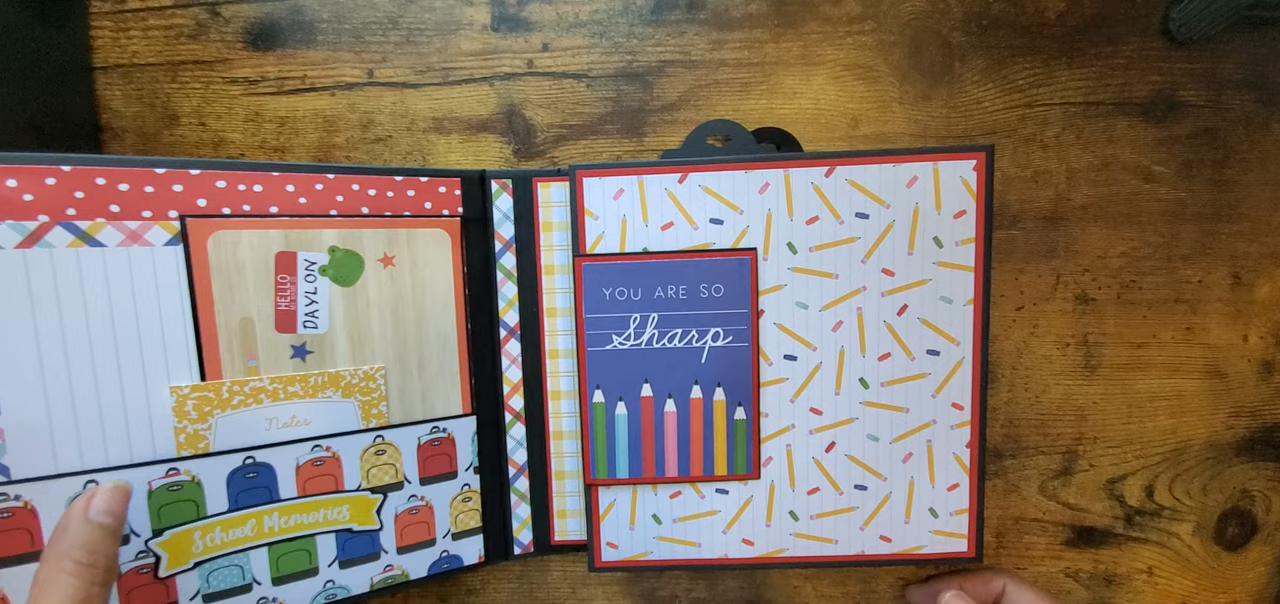 HELLO
DAYLON
Notes
School Memories
YOU ARE SO
Sharp